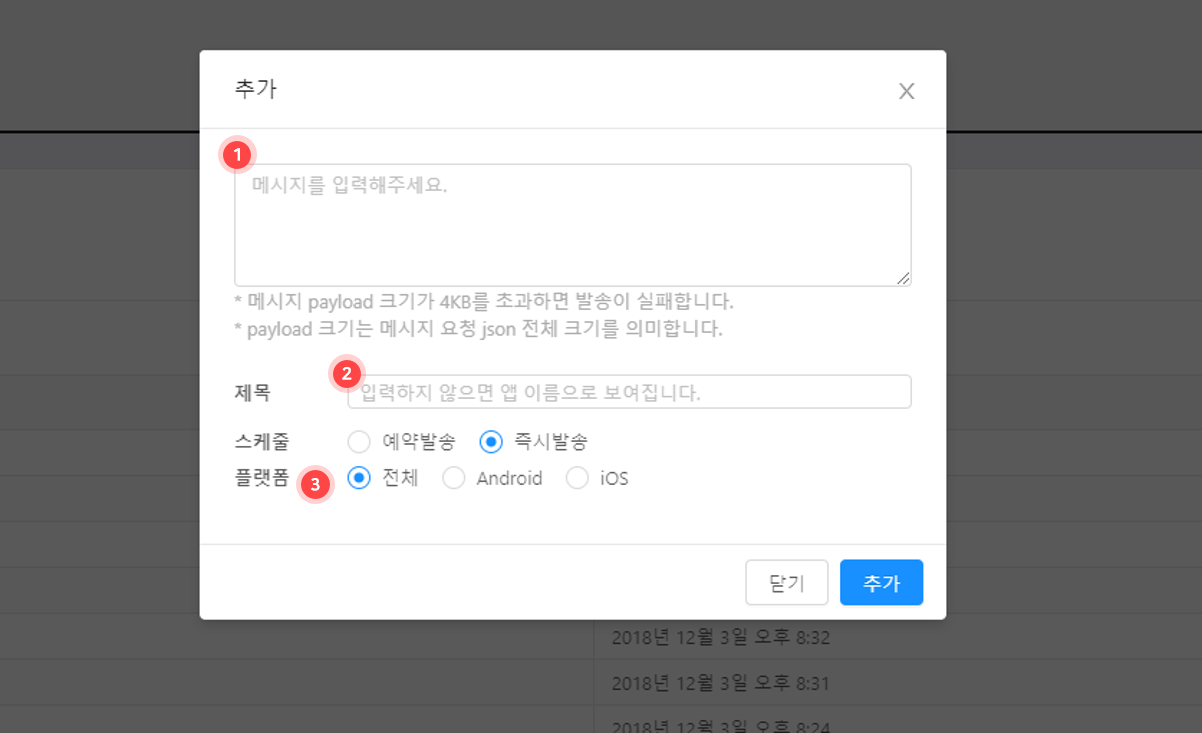 추가
1
메시지를 입력해주세요.
* 메시지 payload 크기가 4KB를 초과하면 발송이 실패합니다.
* payload 크기는 메시지 요청 json 전체 크기를 의미합니다.
제목 2 입력하지 않으면 앱 이름으로 보여집니다.
스케줄 예약발송 즉시발송
플랫폼 3 전체 Android iOS
닫기 추가
2018년 12월 3일 오후 8:32
2018년 12월 3일 오후 8:31
2018년 12월 3일 오후 8:24